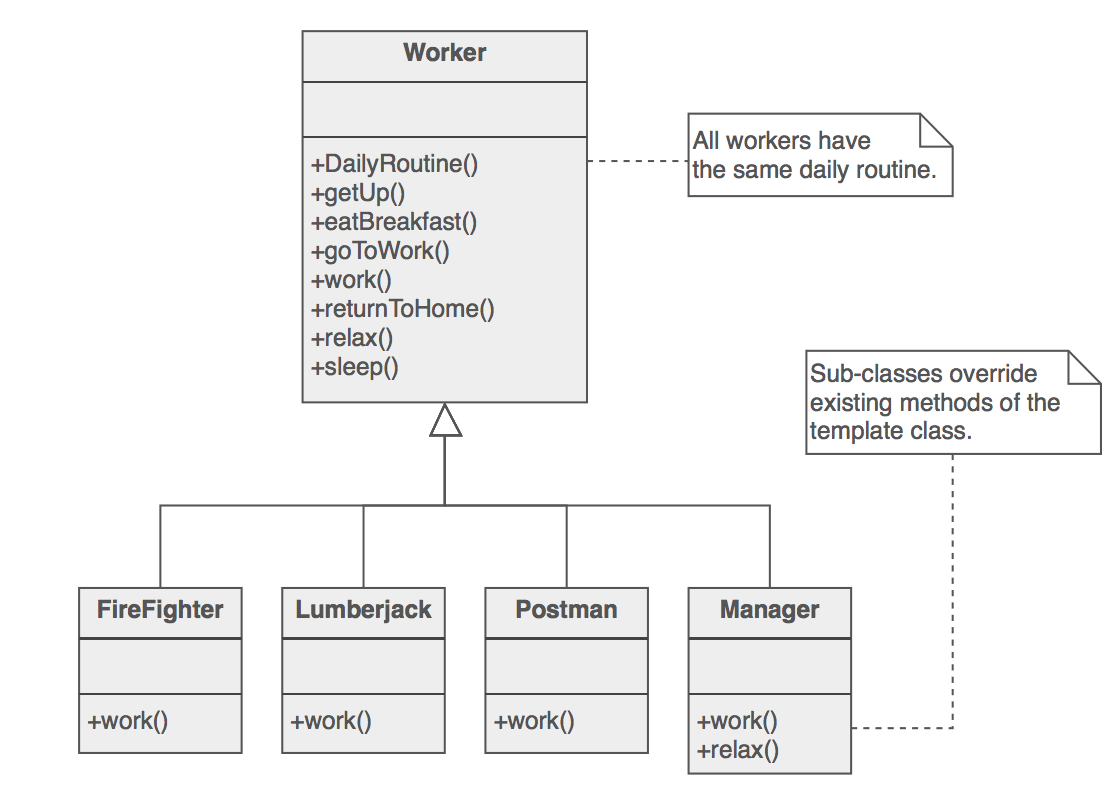 Worker
+DailyRoutine()
+getUp()
+eatBreakfast()
+goToWork()
+work()
+returnToHome()
+relax()
+sleep()
All workers have
the same daily routine.
Sub-classes override
existing methods of the
template class.
FireFighter
+work()
Lumberjack
+work()
Postman
+work()
Manager
+work()
+relax()